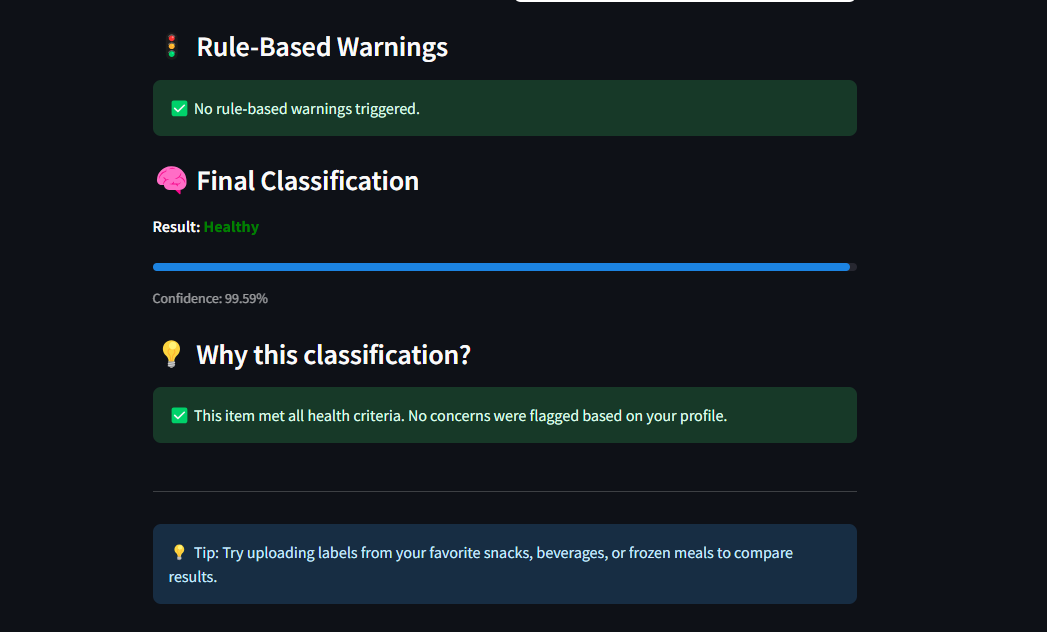 🚦 Rule-Based Warnings
✅ No rule-based warnings triggered.
🧠 Final Classification
Result: Healthy
Confidence: 99.59%
💡 Why this classification?
✅ This item met all health criteria. No concerns were flagged based on your profile.
💡 Tip: Try uploading labels from your favorite snacks, beverages, or frozen meals to compare
results.